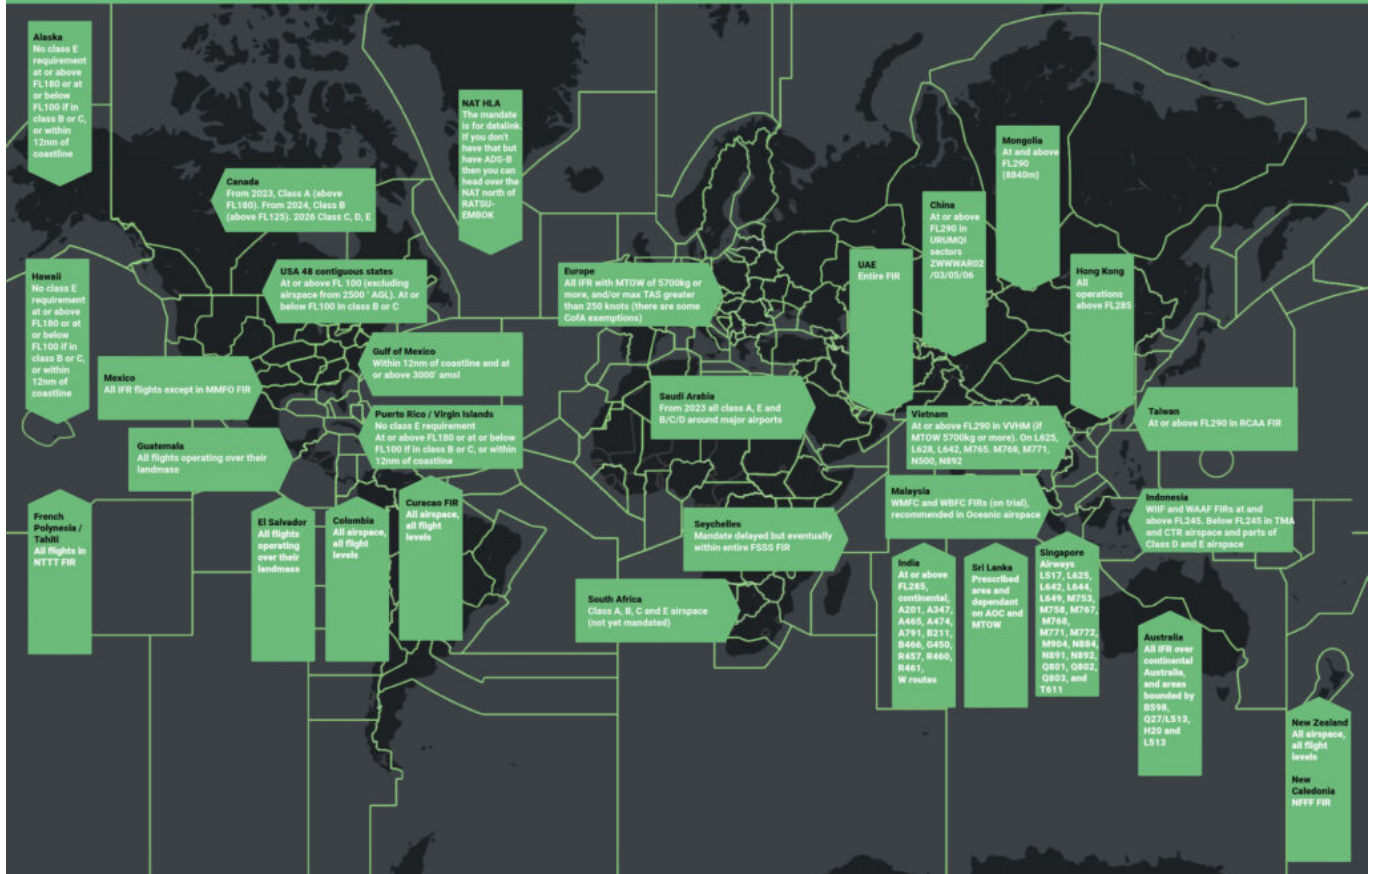 Alaska
No class E
requirement
at or above
FL180 or at
or below
FL100 if in
class B or C,
or within
12nm of
coastline
NAT HLA
The mandate
is for datalink.
If you don't
have that but
have ADS-B
then you can
head over the
NAT north of
RATSU-
EMBOK
Mongolia
At and above
FL290
(8840m)
Canada
From 2023, Class A (above
FL180). From 2024, Class B
(above FL125). 2026 Class C, D, E
China
At or above
FL290 in
URUMQI
sectors
ZWWWAR02
/03/05/06
Hawaii
No class E
requirement
at or above
FL180 or at
or below
FL100 if in
class B or C,
or within
12nm of
coastline
USA 48 contiguous states
At or above FL 100 (excluding
airspace from 2500 ' AGL). At or
below FL100 in class B or C
Europe
All IFR with MTOW of 5700kg or
more, and/or max TAS greater
than 250 knots (there are some
CofA exemptions)
UAE
Entire FIR
Hong Kong
All
operations
above FL285
Gulf of Mexico
Within 12nm of coastline and at
or above 3000' amsl
Mexico
All IFR flights except in MMFO FIR
Saudi Arabia
From 2023 all class A, E and
B/C/D around major airports
Puerto Rico / Virgin Islands
No class E requirement
At or above FL180 or at or below
FL100 if in class B or C, or within
12nm of coastline
Vietnam
At or above FL290 in VVHM (if
MTOW 5700kg or more). On L625,
L628, L642, M765. M768, M771,
N500, N892
Taiwan
At or above FL290 in RCAA FIR
Guatemala
All flights operating over their
landmass
Malaysia
WMFC and WBFC FIRs (on trial),
recommended in Oceanic airspace
Indonesia
WIIF and WAAF FIRs at and
above FL245. Below FL245 in TMA
and CTR airspace and parts of
Class D and E airspace
French
Polynesia /
Tahiti
All flights in
NTTT FIR
El Salvador
All flights
operating
over their
landmass
Colombia
All airspace,
all flight
levels
Curacao FIR
All airspace,
all flight
levels
Seychelles
Mandate delayed but eventually
within entire FSSS FIR
South Africa
Class A, B, C and E airspace
(not yet mandated)
India
At or above
FL285,
continental,
A201, A347,
A465, A474,
A791, B211,
B466, G450,
R457, R460,
R461,
W routes
Sri Lanka
Prescribed
area and
dependant
on AOC and
MTOW
Singapore
Airways
L517, L625,
L642, L644,
L649, M753,
M758, M767,
M768,
M771, M772,
M904, N884,
N891, N892,
Q801, Q802,
Q803, and
T611
Australia
All IFR over
continental
Australia,
and areas
bounded by
B598,
Q27/L513,
H20 and
L513
New Zealand
All airspace,
all flight
levels
New
Caledonia
NFFF FIR